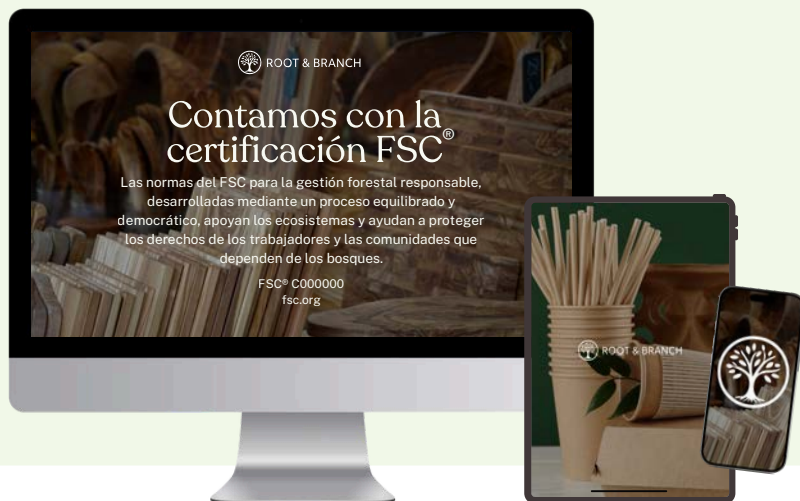 ROOT & BRANCH
Contamos con la
certificación FSC®
Las normas del FSC para la gestión forestal responsable,
desarrolladas mediante un proceso equilibrado y
democrático, apoyan los ecosistemas y ayudan a proteger
los derechos de los trabajadores y las comunidades que
dependen de los bosques.
FSC® C000000
fsc.org
ROOT & BRANCH